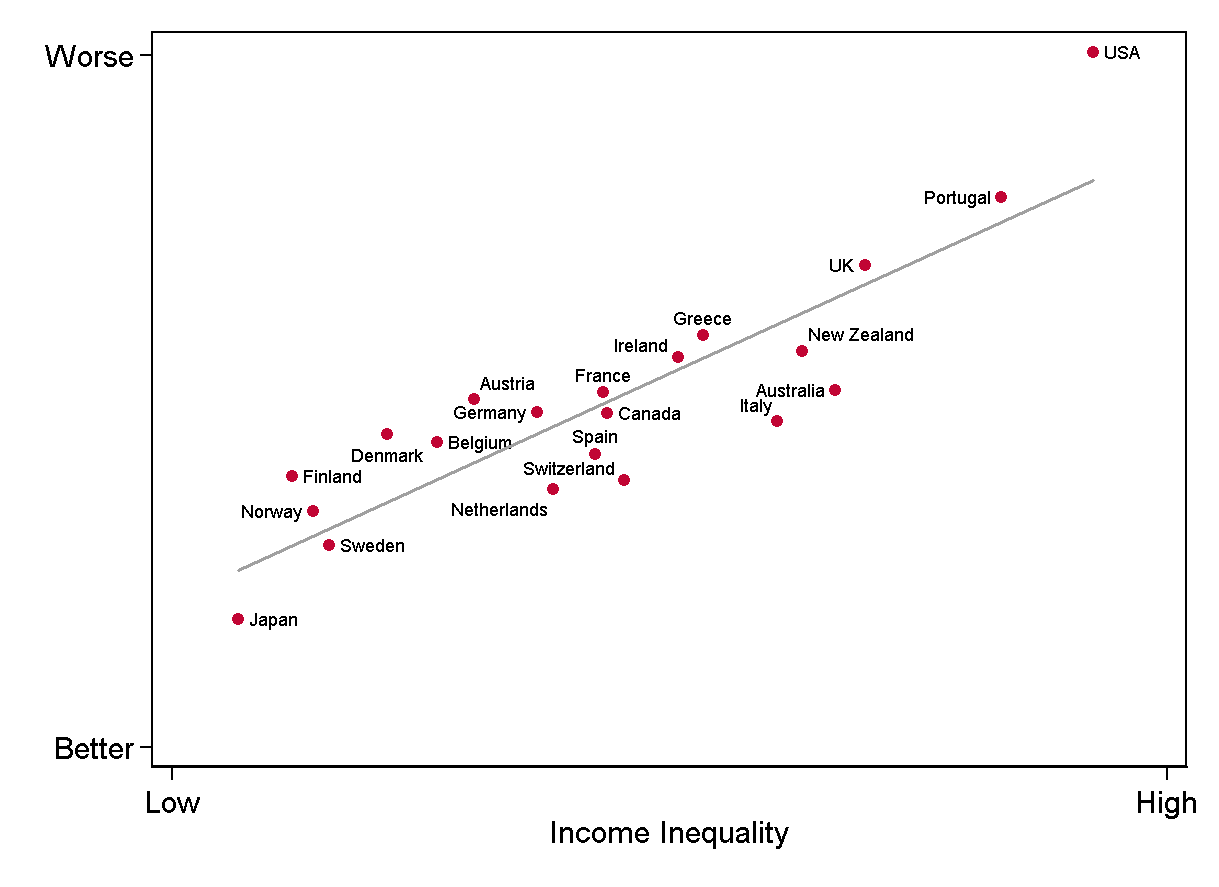 Worse
USA
Portugal
UK
Greece
New Zealand
Ireland
France
Austria
Australia
Italy
Germany
Canada
Spain
Belgium
Denmark
Switzerland
Finland
Netherlands
Norway
Sweden
Japan
Better
Low
High
Income Inequality